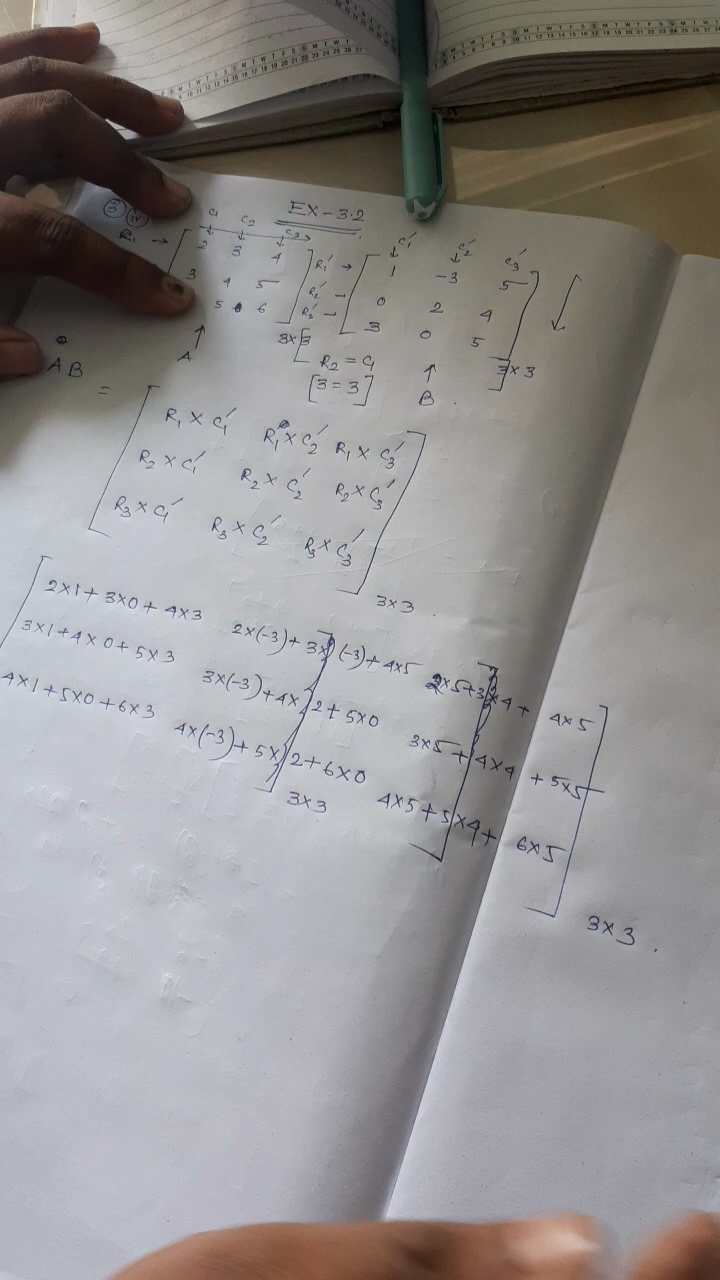 EX-3.2
⑤ ⓘⓥ C₁ C₂ C₃ C₁′ C₂′ C₃′
R₁ → 2 3 4 R₁′ → 1 -3 5
3 4 5 R₂′ → 0 2 4
5 6 R₃′ → 3 0 5
3×3 3×3
A R₂ = C₁ B.
[3=3]
AB
= [ R₁ × C₁′ R₁ × C₂′ R₁ × C₃′
R₂ × C₁′ R₂ × C₂′ R₂ × C₃′
R₃ × C₁′ R₃ × C₂′ R₃ × C₃′ ] 3×3.
[ 2×1+3×0+4×3 2×(-3)+3× (-3)+4×5 2×5+3×4+ 4×5
3×1+4×0+5×3 3×(-3)+4×2+5×0 3×5+4×4+5×5
4×1+5×0+6×3 4×(-3)+5×2+6×0 4×5+5×4+6×5 ]
3×3
3×3.